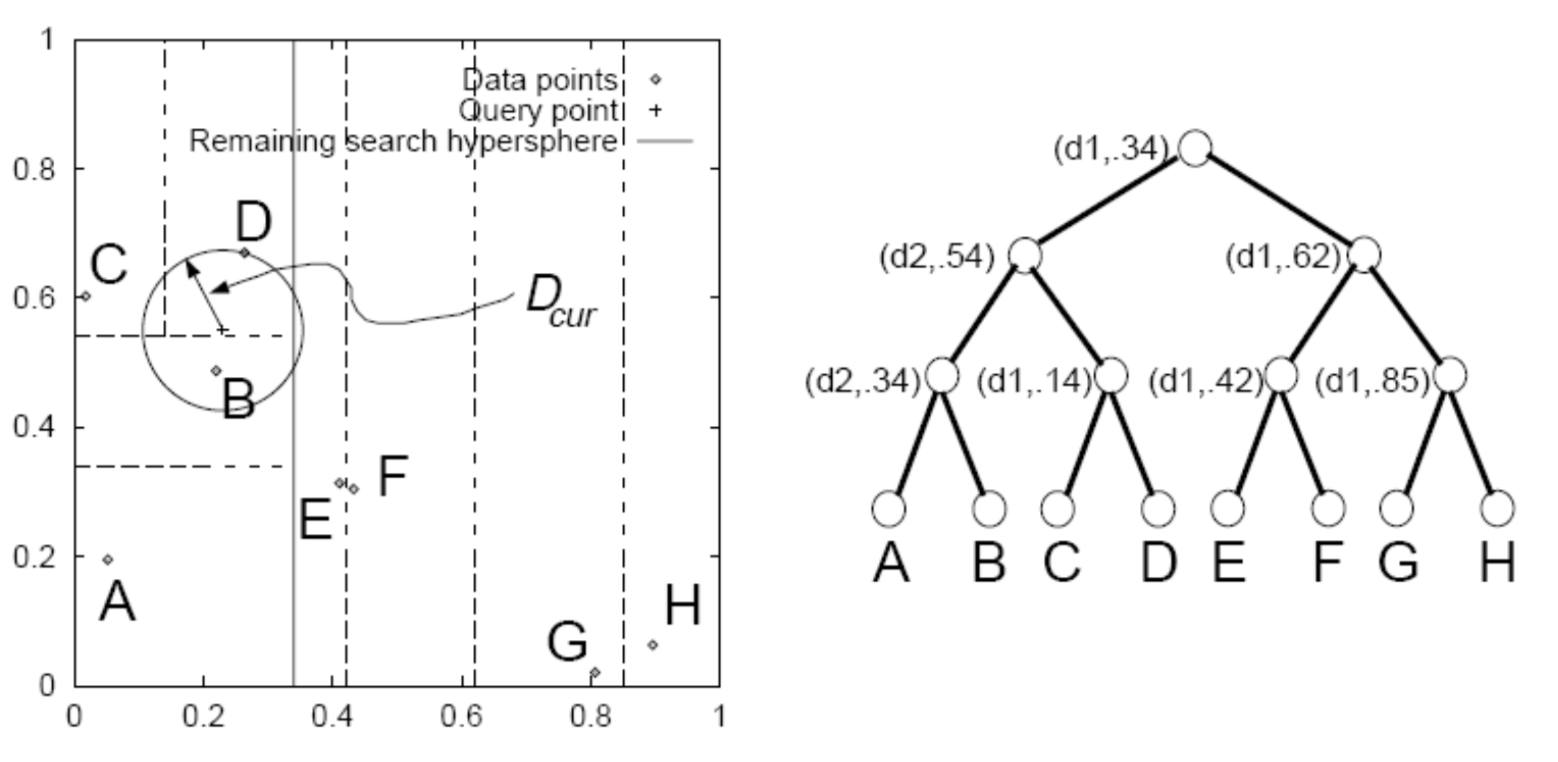 1
Data points
Query point
Remaining search hypersphere
0.8
D
C
0.6
D_cur
B
0.4
F
E
0.2
A
H
G
0
0 0.2 0.4 0.6 0.8 1
(d1,.34)
(d2,.54) (d1,.62)
(d2,.34) (d1,.14) (d1,.42) (d1,.85)
A B C D E F G H